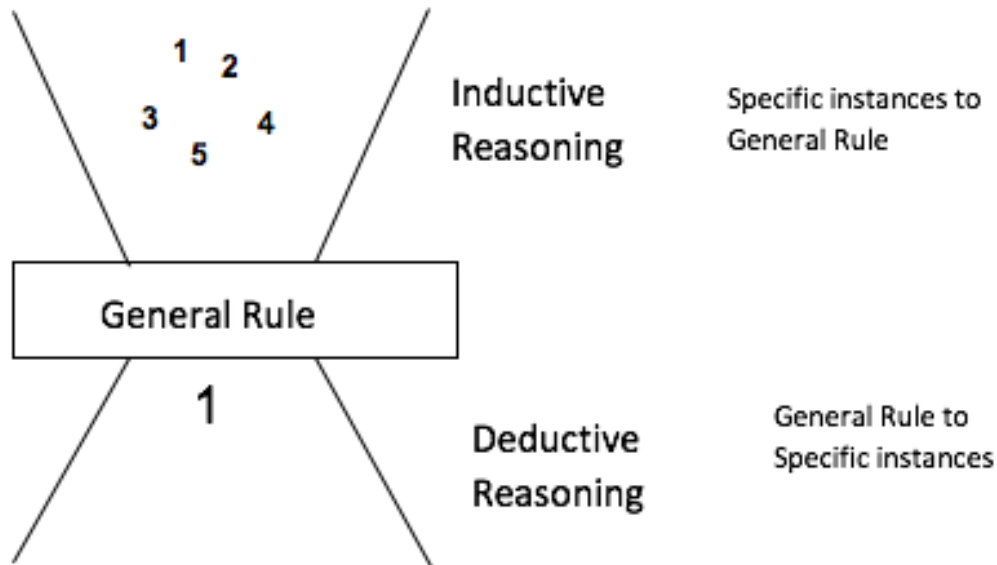 1
2
3
4
5
Inductive
Reasoning
Specific instances to
General Rule
General Rule
1
Deductive
Reasoning
General Rule to
Specific instances